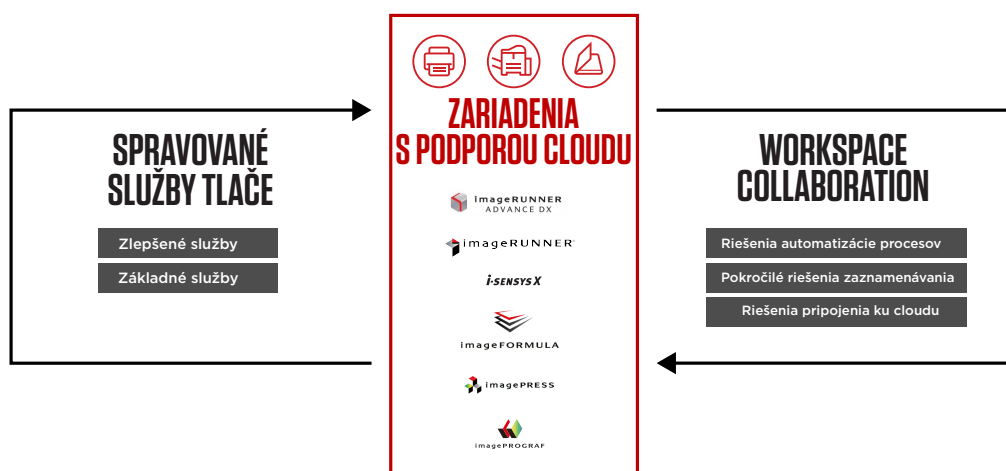 SPRAVOVANÉ
SLUŽBY TLAČE
Zlepšené služby
Základné služby
ZARIADENIA
S PODPOROU CLOUDU
imageRUNNER
ADVANCE DX
imageRUNNER
i-SENSYS X
imageFORMULA
imagePRESS
imagePROGRAF
WORKSPACE
COLLABORATION
Riešenia automatizácie procesov
Pokročilé riešenia zaznamenávania
Riešenia pripojenia ku cloudu